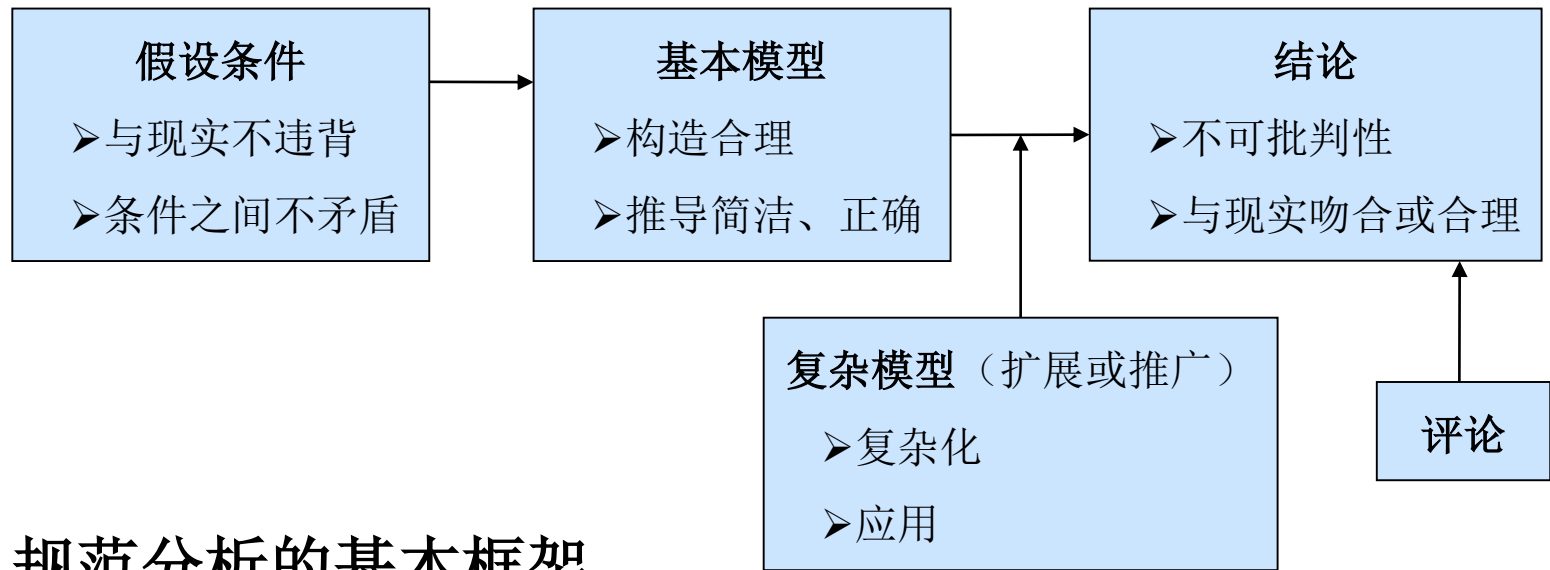 假设条件
➢与现实不违背
➢条件之间不矛盾
基本模型
➢构造合理
➢推导简洁、正确
结论
➢不可批判性
➢与现实吻合或合理
复杂模型（扩展或推广）
➢复杂化
➢应用
评论
规范分析的基本框架